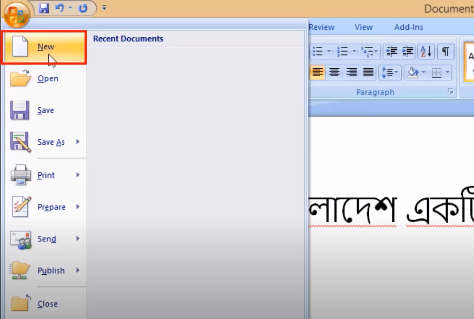 Document
Review View Add-Ins
New
Recent Documents
Open
Save
Save As
Print
Paragraph
Prepare
লাদেশ একটি
Send
Publish
Close